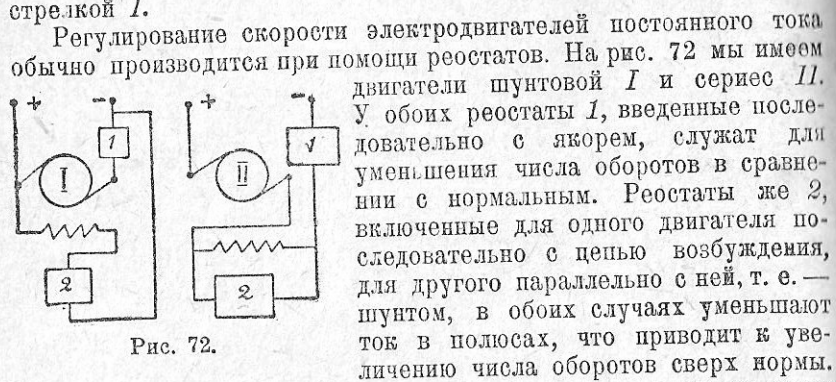 стрелкой 1.
Регулирование скорости электродвигателей постоянного тока
обычно производится при помощи реостатов. На рис. 72 мы имеем
двигатели шунтовой I и сериес II.
У обоих реостаты 1, введенные после-
довательно с якорем, служат для
уменьшения числа оборотов в сравне-
нии с нормальным. Реостаты же 2,
включенные для одного двигателя по-
следовательно с цепью возбуждения,
для другого параллельно с ней, т. е. —
шунтом, в обоих случаях уменьшают
ток в полюсах, что приводит к уве-
личению числа оборотов сверх нормы.
+ − + −
1 1
I II
2 2
Рис. 72.